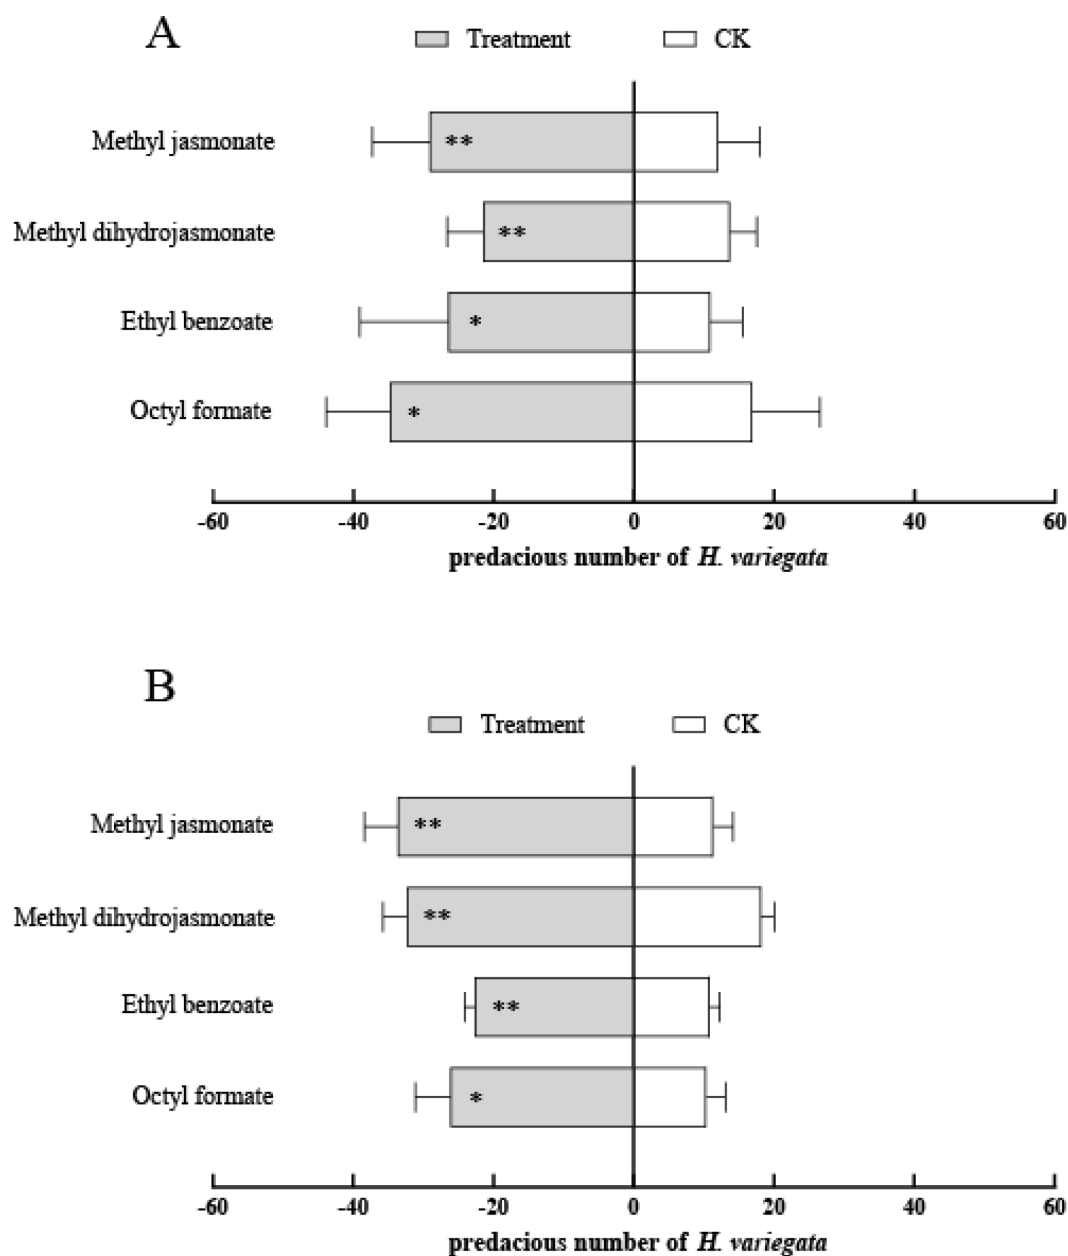 A
Treatment CK
Methyl jasmonate **
Methyl dihydrojasmonate **
Ethyl benzoate *
Octyl formate *
-60 -40 -20 0 20 40 60
predacious number of H. variegata
B
Treatment CK
Methyl jasmonate **
Methyl dihydrojasmonate **
Ethyl benzoate **
Octyl formate *
-60 -40 -20 0 20 40 60
predacious number of H. variegata